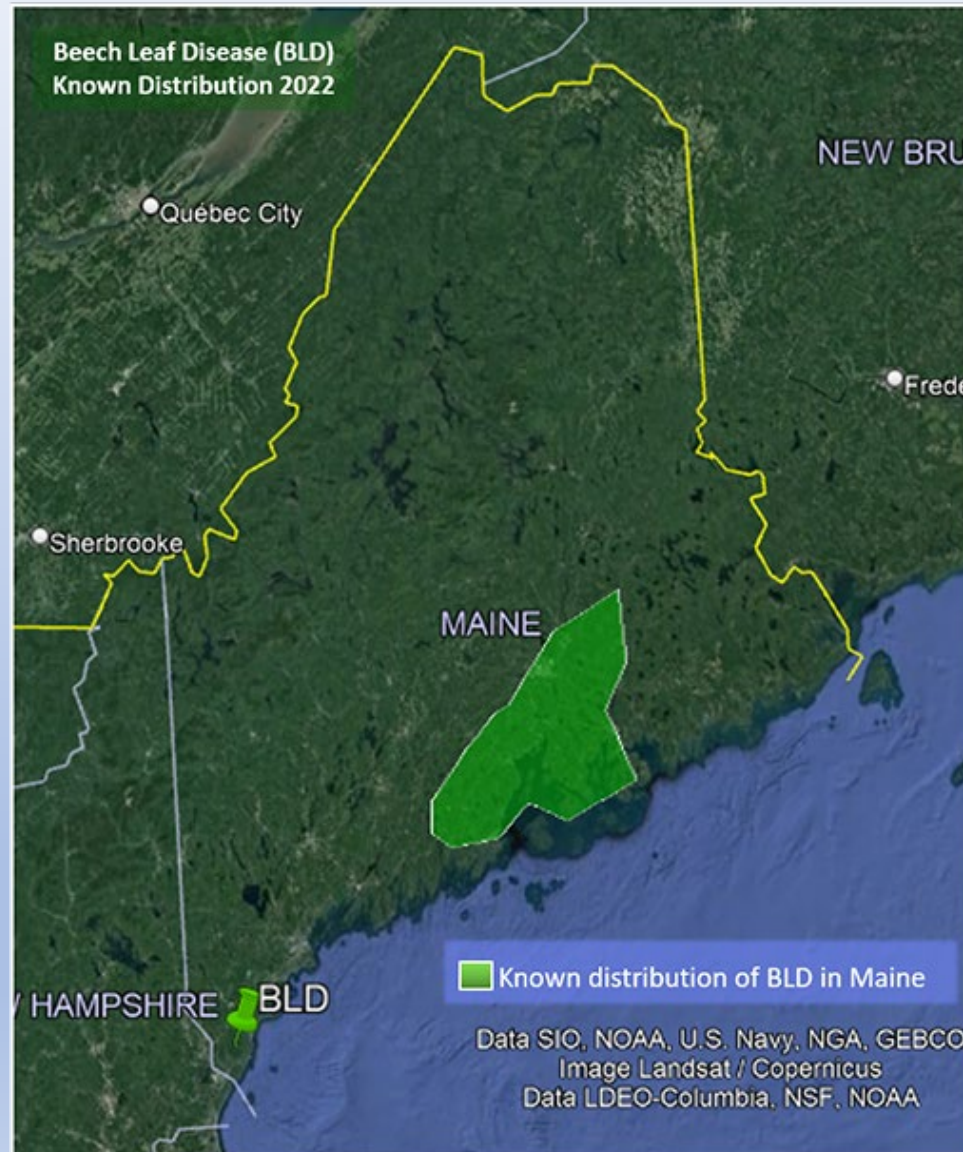 Beech Leaf Disease (BLD)
Known Distribution 2022
NEW BRU
Québec City
Frede
Sherbrooke
MAINE
Known distribution of BLD in Maine
HAMPSHIRE
BLD
Data SIO, NOAA, U.S. Navy, NGA, GEBCO
Image Landsat / Copernicus
Data LDEO-Columbia, NSF, NOAA